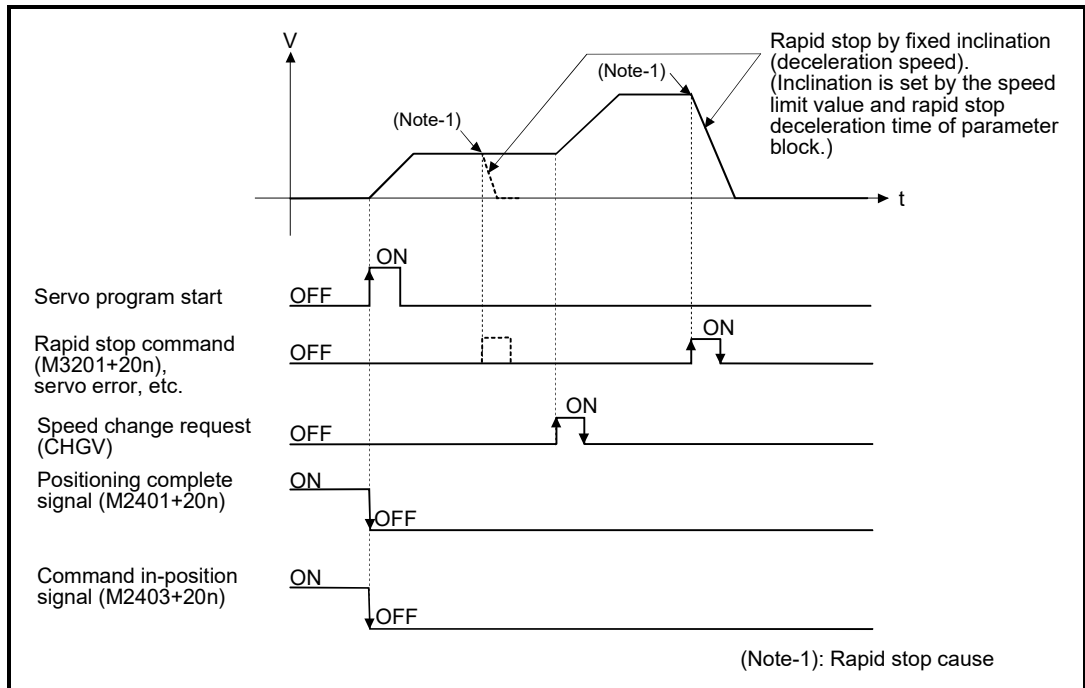 V
Rapid stop by fixed inclination
(deceleration speed).
(Inclination is set by the speed
limit value and rapid stop
deceleration time of parameter
block.)
(Note-1)
(Note-1)
t
ON
Servo program start
OFF
ON
Rapid stop command
(M3201+20n),
servo error, etc.
OFF
ON
Speed change request
(CHGV)
OFF
Positioning complete
signal (M2401+20n)
ON
OFF
Command in-position
signal (M2403+20n)
ON
OFF
(Note-1): Rapid stop cause